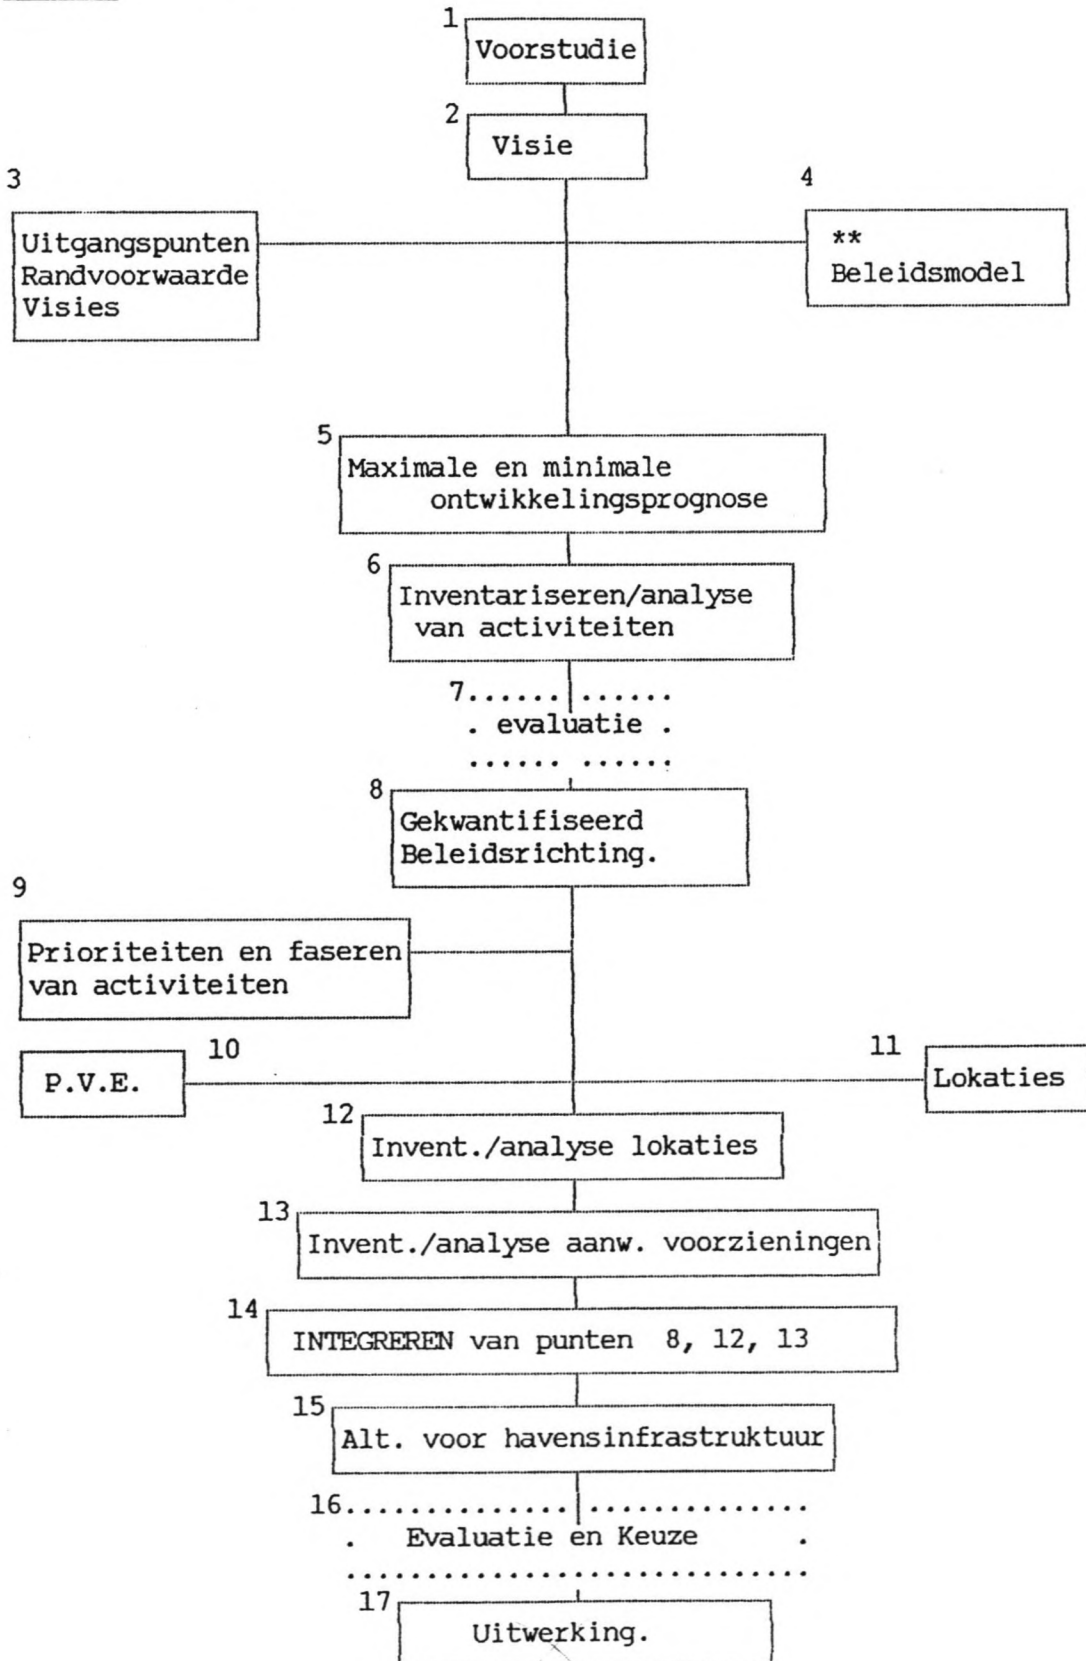 1
Voorstudie
2
Visie
3
Uitgangspunten
Randvoorwaarde
Visies
4
**
Beleidsmodel
5
Maximale en minimale
ontwikkelingsprognose
6
Inventariseren/analyse
van activiteiten
7...... ......
. evaluatie .
...... ......
8
Gekwantifiseerd
Beleidsrichting.
9
Prioriteiten en faseren
van activiteiten
10
P.V.E.
11
Lokaties
12
Invent./analyse lokaties
13
Invent./analyse aanw. voorzieningen
14
INTEGREREN van punten 8, 12, 13
15
Alt. voor havensinfrastruktuur
16.............. ..............
. Evaluatie en Keuze .
.............................
17
Uitwerking.